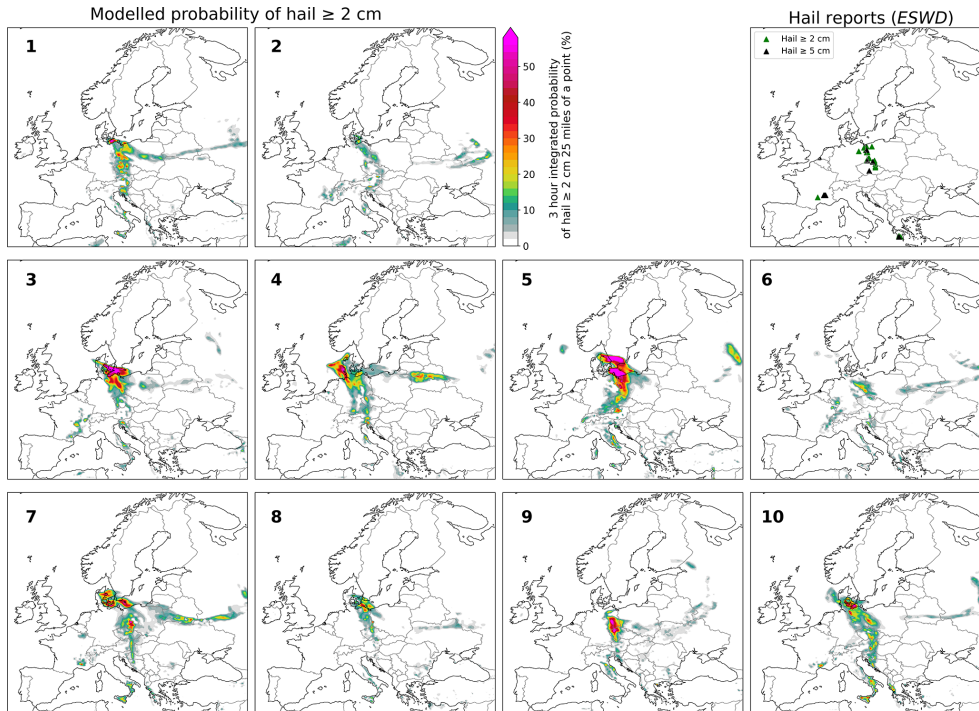 Modelled probability of hail ≥ 2 cm
Hail reports (ESWD)
1
2
50
40
30
20
10
0
3 hour integrated probability
of hail ≥ 2 cm 25 miles of a point (%)
Hail ≥ 2 cm
Hail ≥ 5 cm
3
4
5
6
7
8
9
10